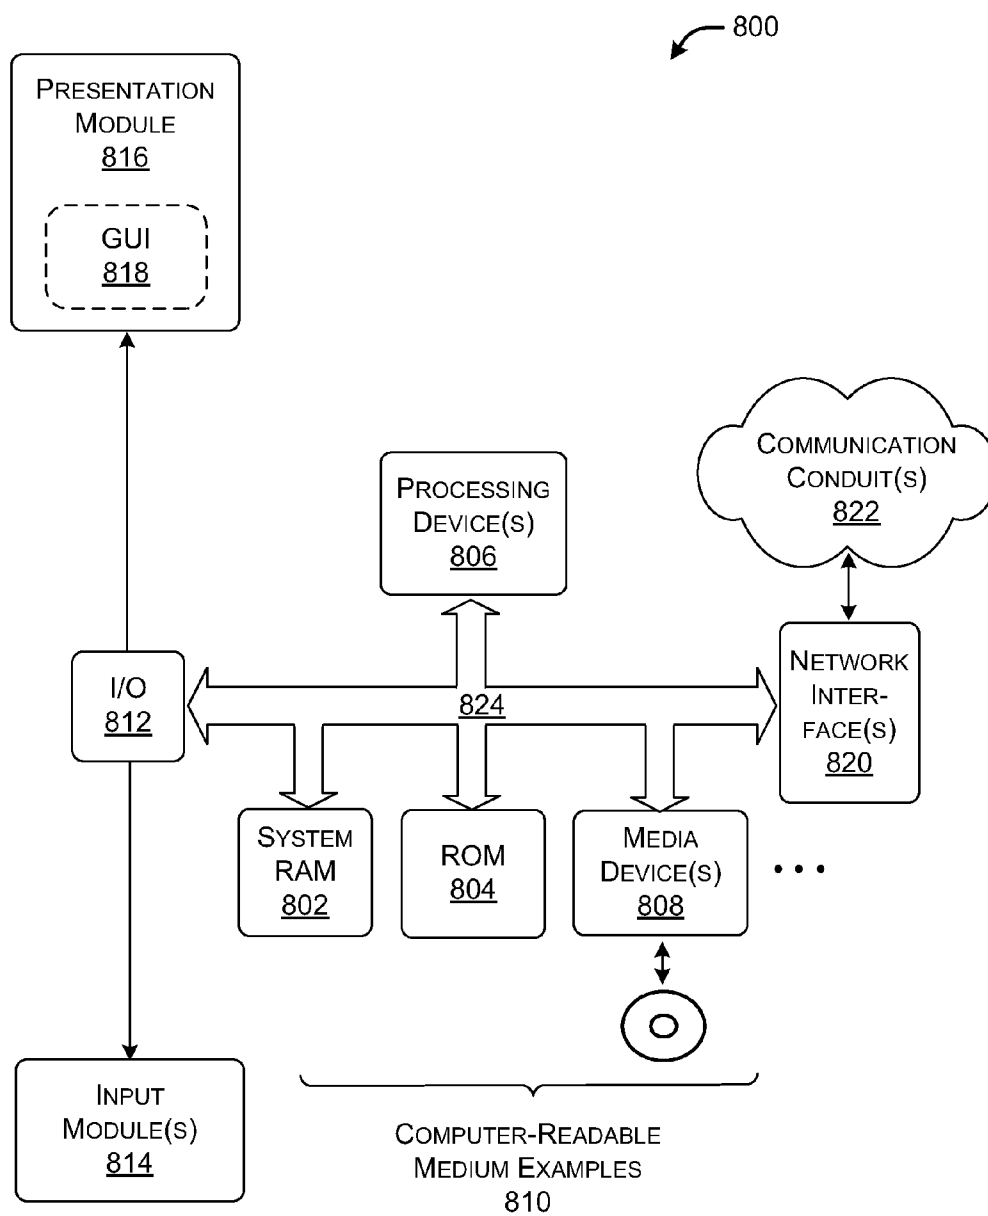 800
PRESENTATION
MODULE
816
GUI
818
COMMUNICATION
CONDUIT(S)
822
PROCESSING
DEVICE(S)
806
I/O
812
824
NETWORK
INTER-
FACE(S)
820
SYSTEM
RAM
802
ROM
804
MEDIA
DEVICE(S)
808
INPUT
MODULE(S)
814
COMPUTER-READABLE
MEDIUM EXAMPLES
810